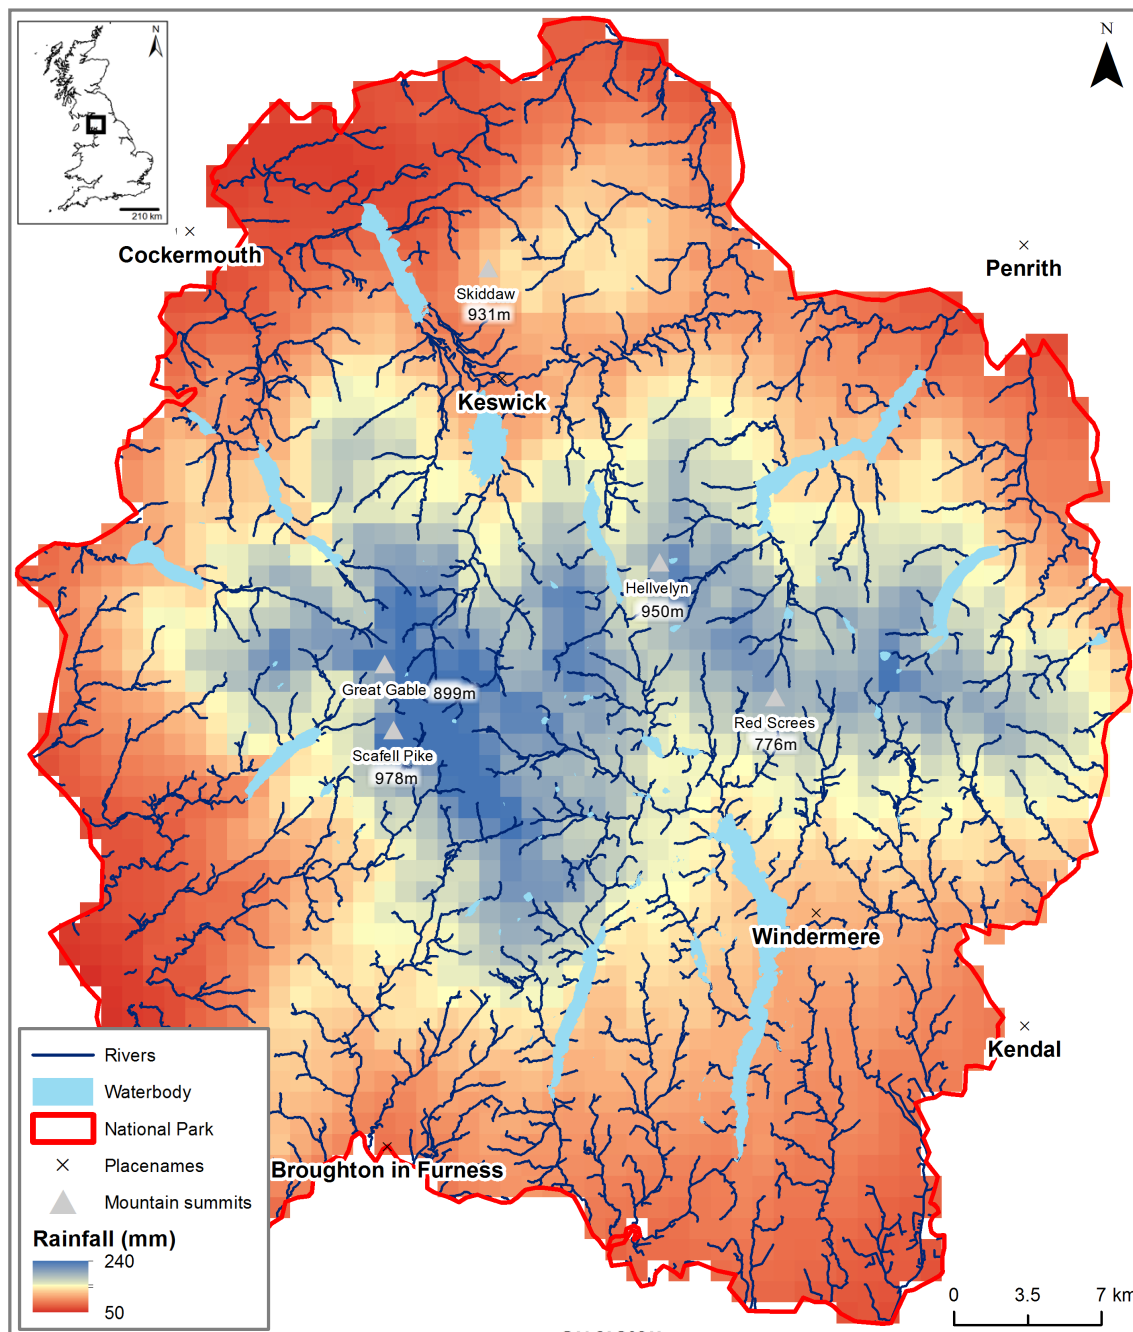 N
210 km
N
Cockermouth
Penrith
Skiddaw
931m
Keswick
Hellvelyn
950m
Great Gable 899m
Red Screes
776m
Scafell Pike
978m
Windermere
Kendal
Broughton in Furness
Rivers
Waterbody
National Park
Placenames
Mountain summits
Rainfall (mm)
240
50
0 3.5 7 km